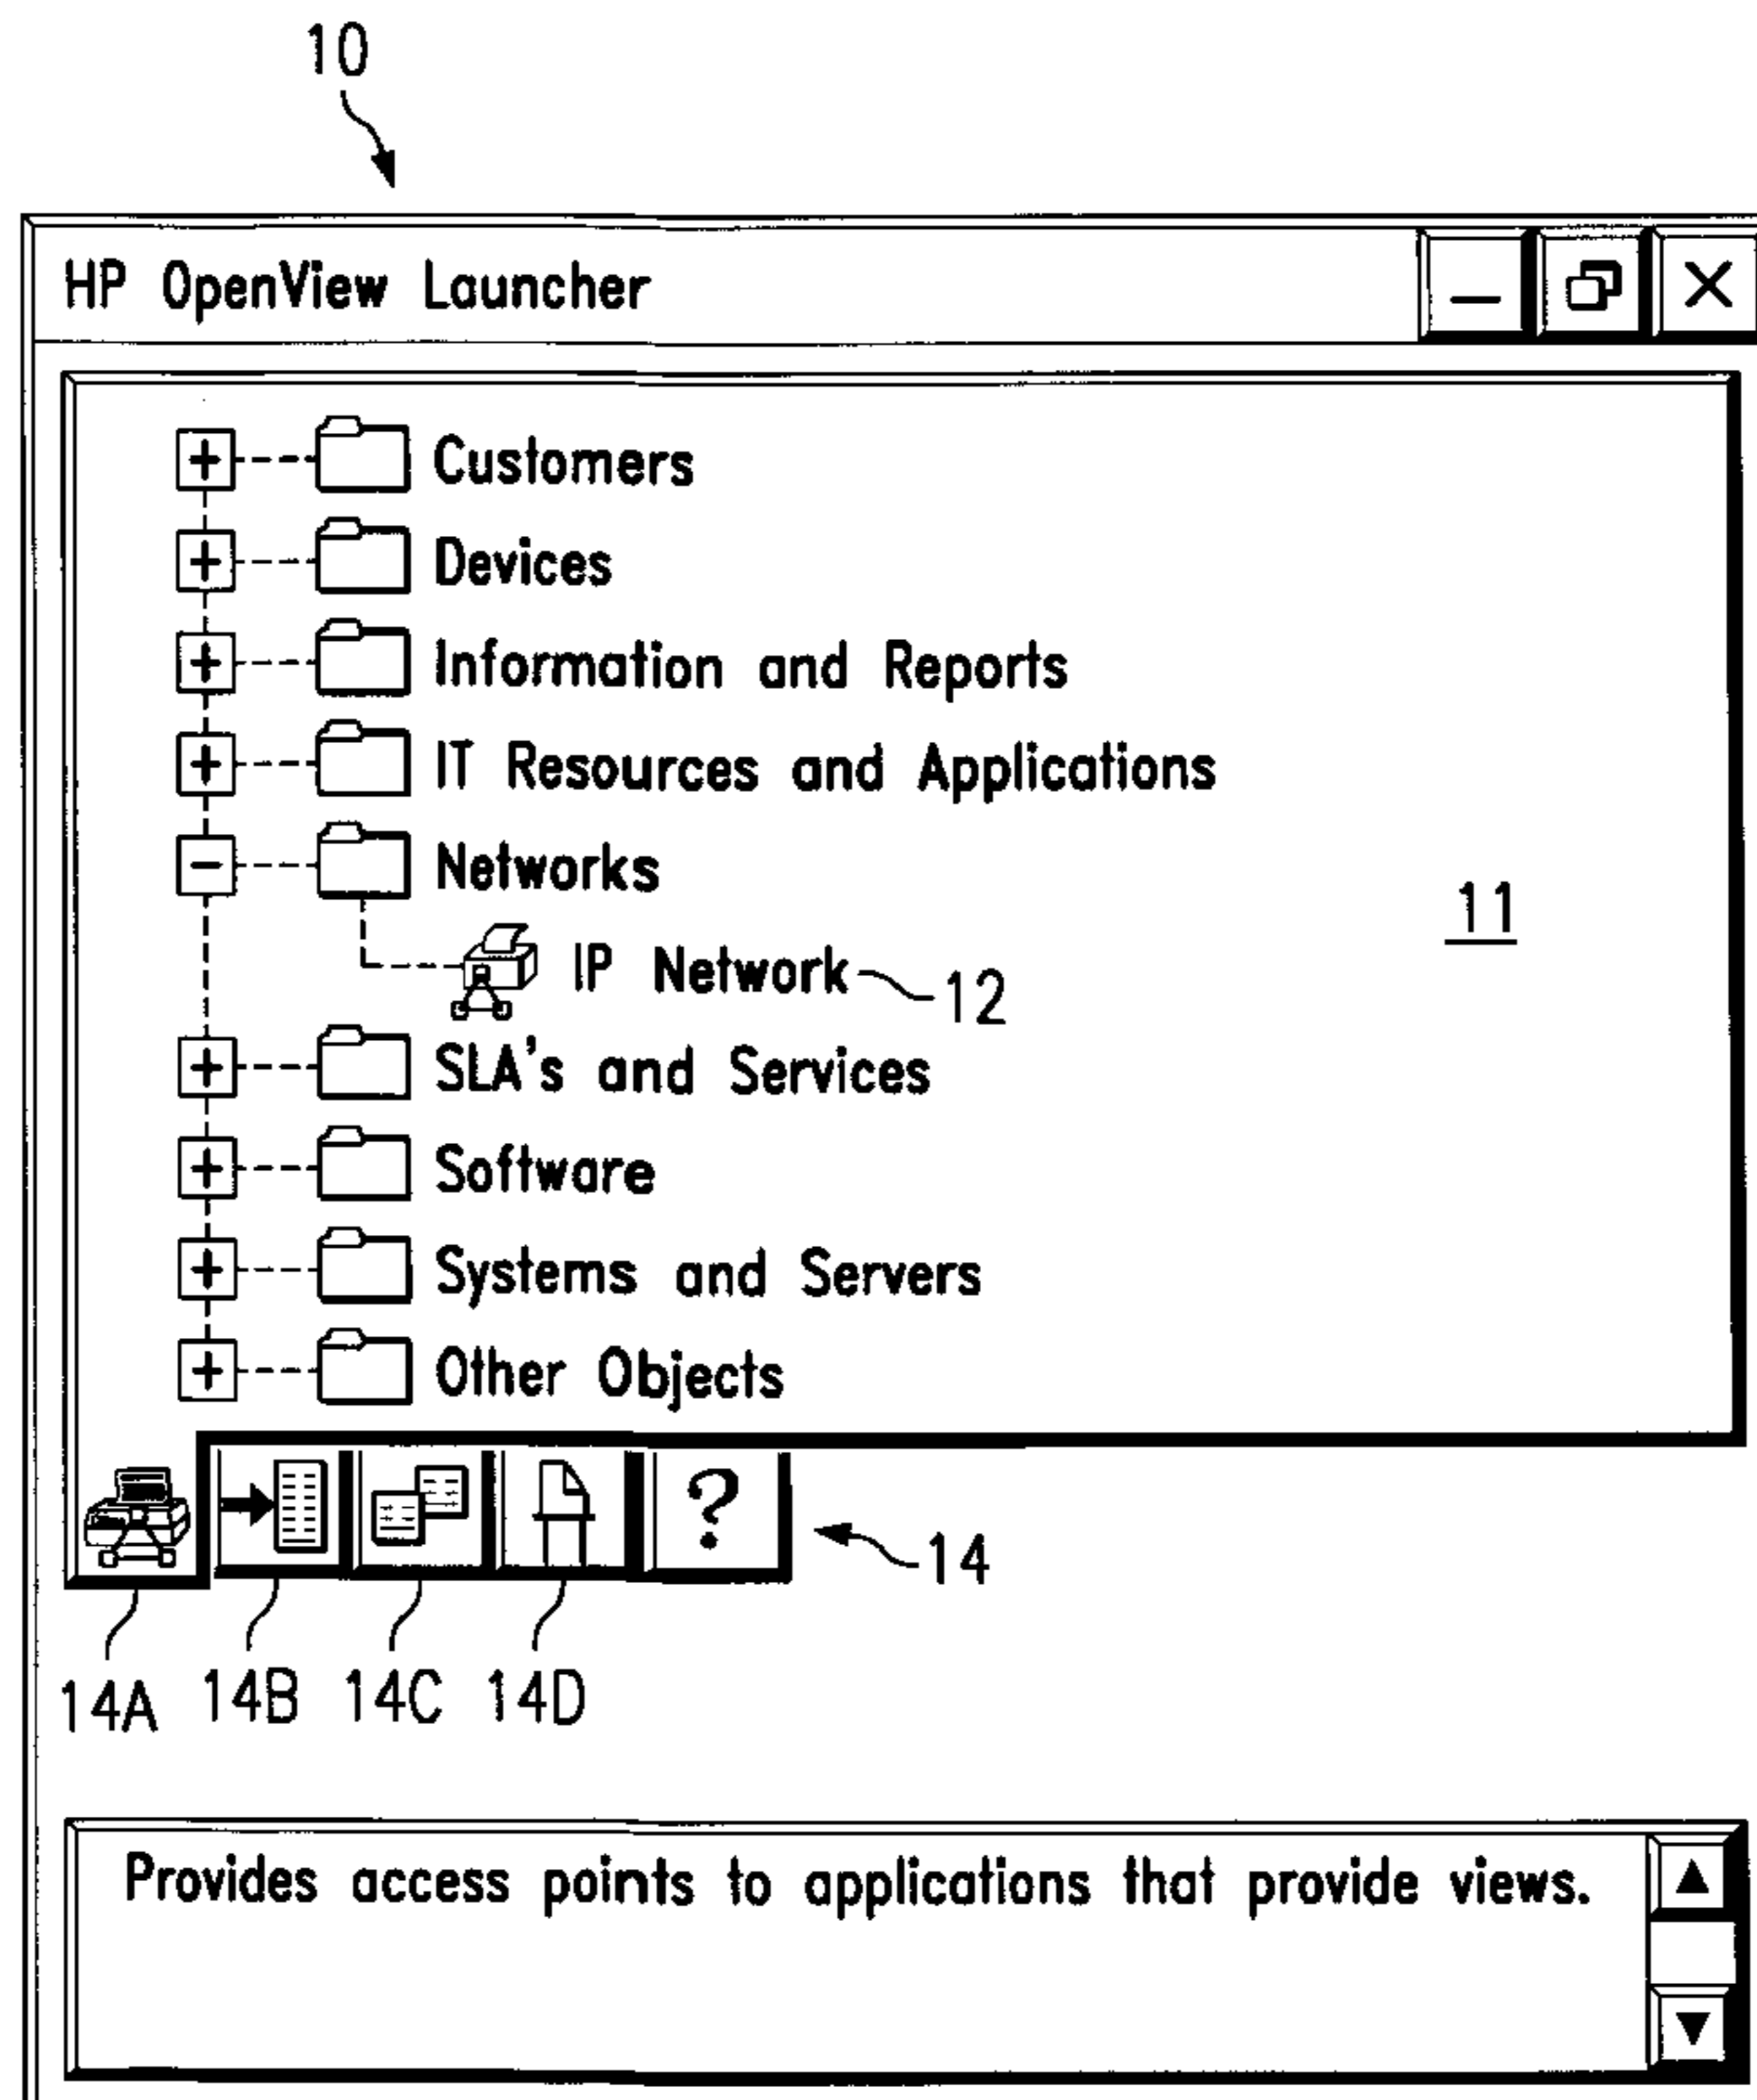 10
HP OpenView Launcher
Customers
Devices
Information and Reports
IT Resources and Applications
Networks
11
IP Network 12
SLA's and Services
Software
Systems and Servers
Other Objects
?
14
14A 14B 14C 14D
Provides access points to applications that provide views.